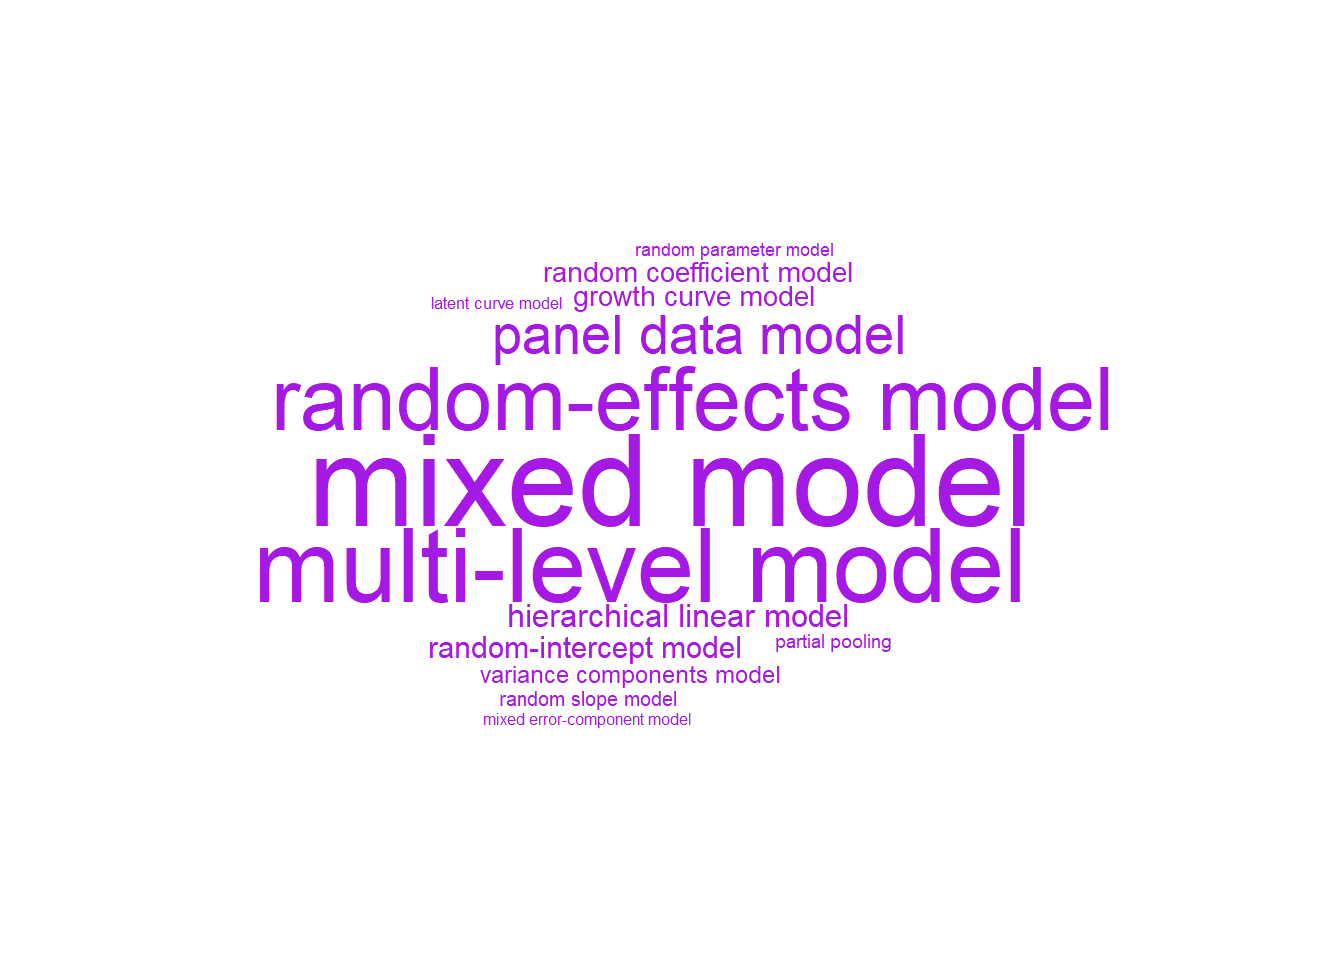 random parameter model
random coefficient model
latent curve model growth curve model
panel data model
random-effects model
mixed model
multi-level model
hierarchical linear model
random-intercept model partial pooling
variance components model
random slope model
mixed error-component model